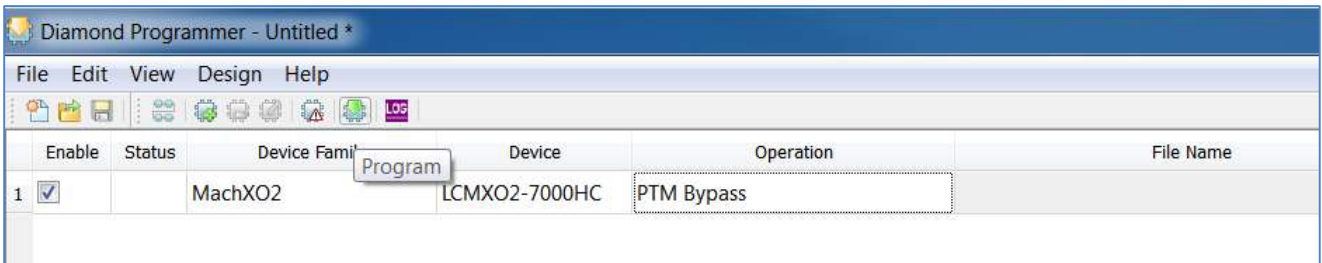 Diamond Programmer - Untitled *
File Edit View Design Help
LOG
Enable Status Device Famil Device Operation File Name
Program
1 MachXO2 LCMXO2-7000HC PTM Bypass